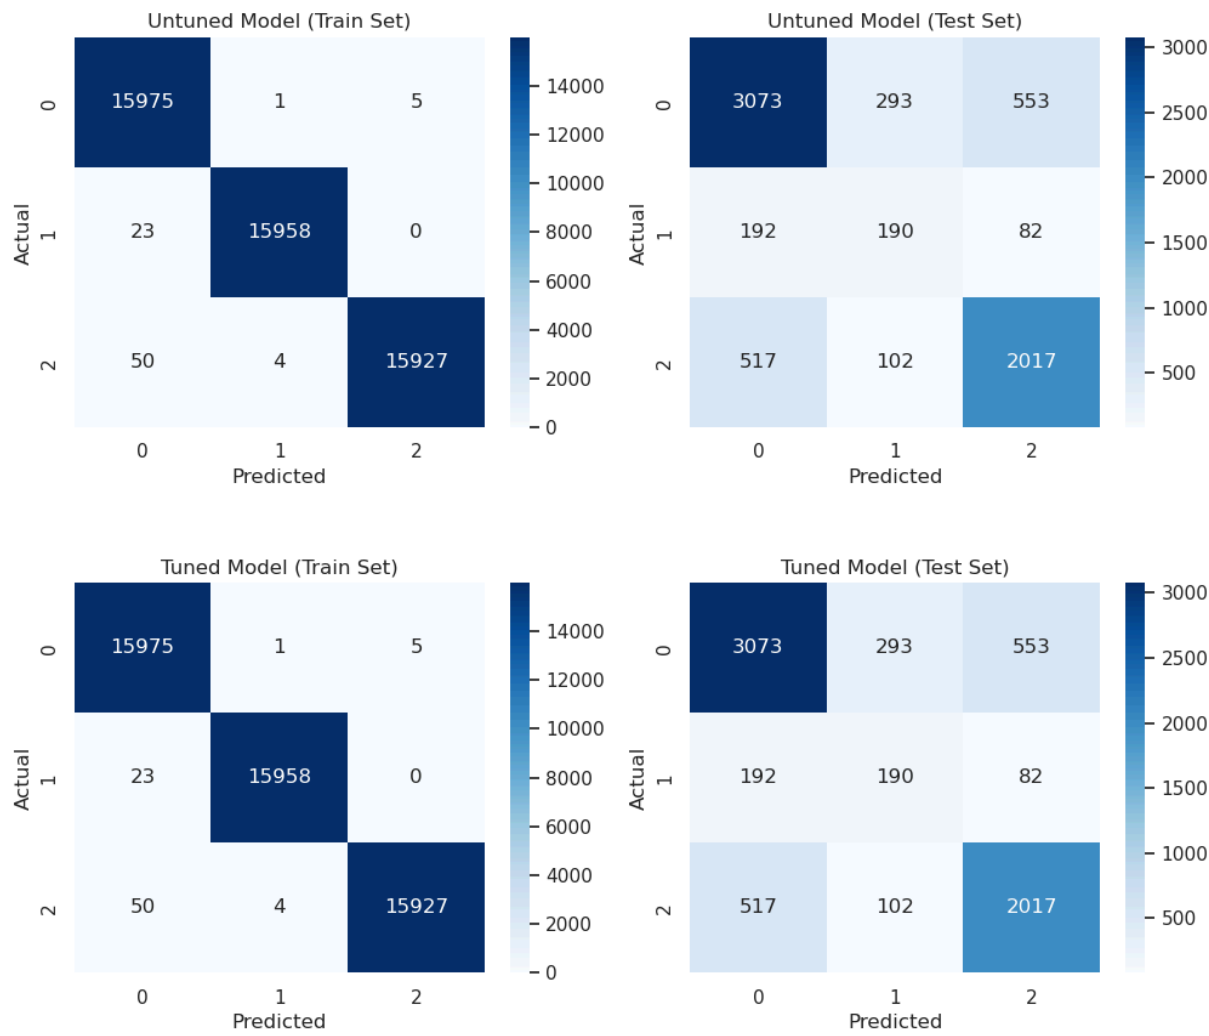 Untuned Model (Train Set)
Actual
0
1
2
15975 1 5
23 15958 0
50 4 15927
0 1 2
Predicted
14000
12000
10000
8000
6000
4000
2000
0
Untuned Model (Test Set)
Actual
0
1
2
3073 293 553
192 190 82
517 102 2017
0 1 2
Predicted
3000
2500
2000
1500
1000
500
Tuned Model (Train Set)
Actual
0
1
2
15975 1 5
23 15958 0
50 4 15927
0 1 2
Predicted
14000
12000
10000
8000
6000
4000
2000
0
Tuned Model (Test Set)
Actual
0
1
2
3073 293 553
192 190 82
517 102 2017
0 1 2
Predicted
3000
2500
2000
1500
1000
500